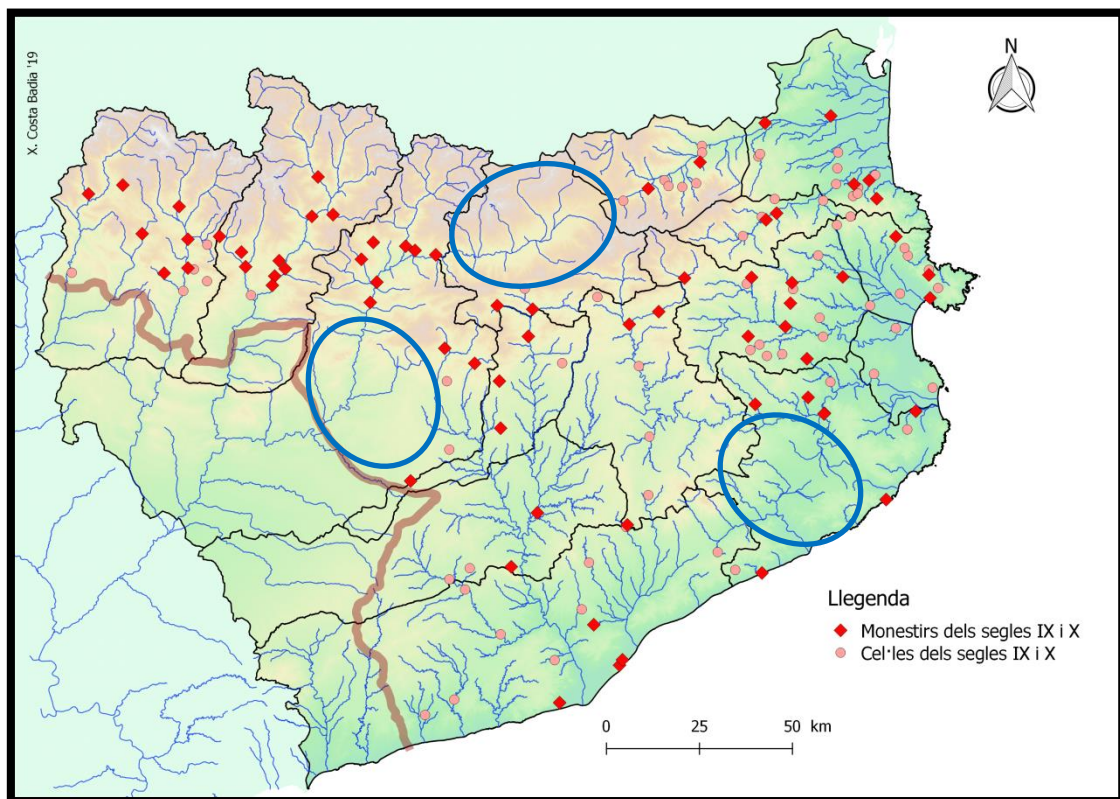 X. Costa Badia '19
N
Llegenda
Monestirs dels segles IX i X
Cel·les dels segles IX i X
0 25 50 km